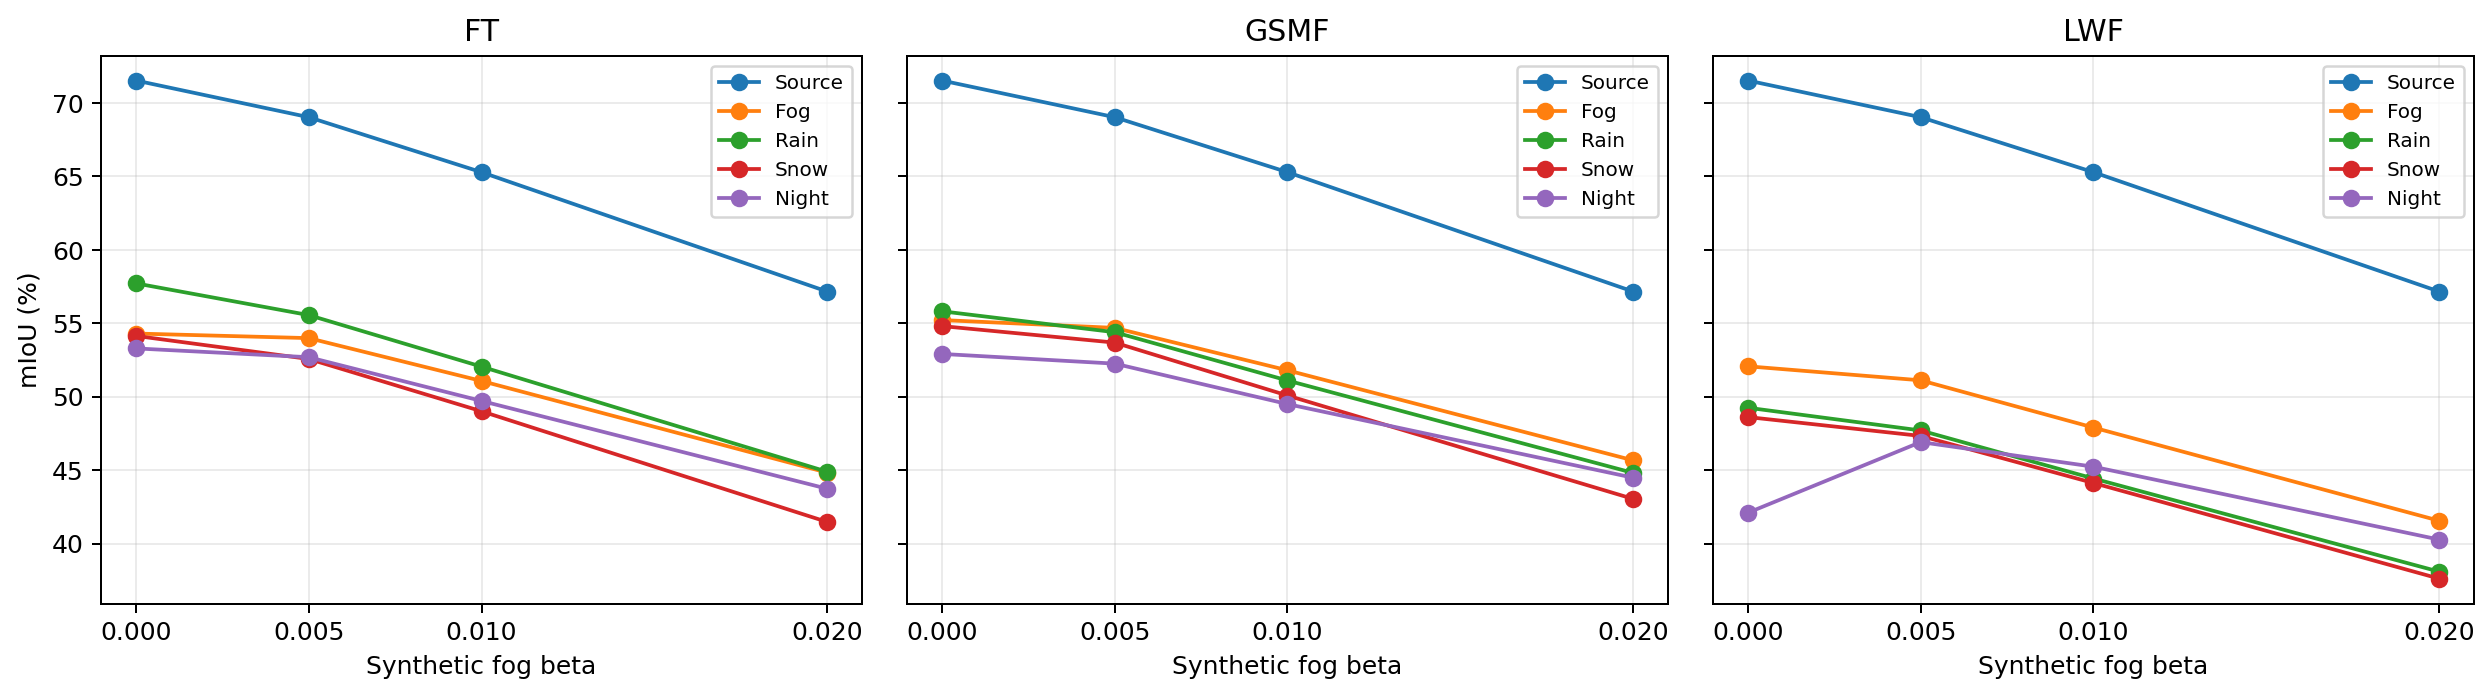 FT
GSMF
LWF
mIoU (%)
70
65
60
55
50
45
40
Source
Fog
Rain
Snow
Night
Source
Fog
Rain
Snow
Night
Source
Fog
Rain
Snow
Night
0.000 0.005 0.010 0.020
0.000 0.005 0.010 0.020
0.000 0.005 0.010 0.020
Synthetic fog beta
Synthetic fog beta
Synthetic fog beta